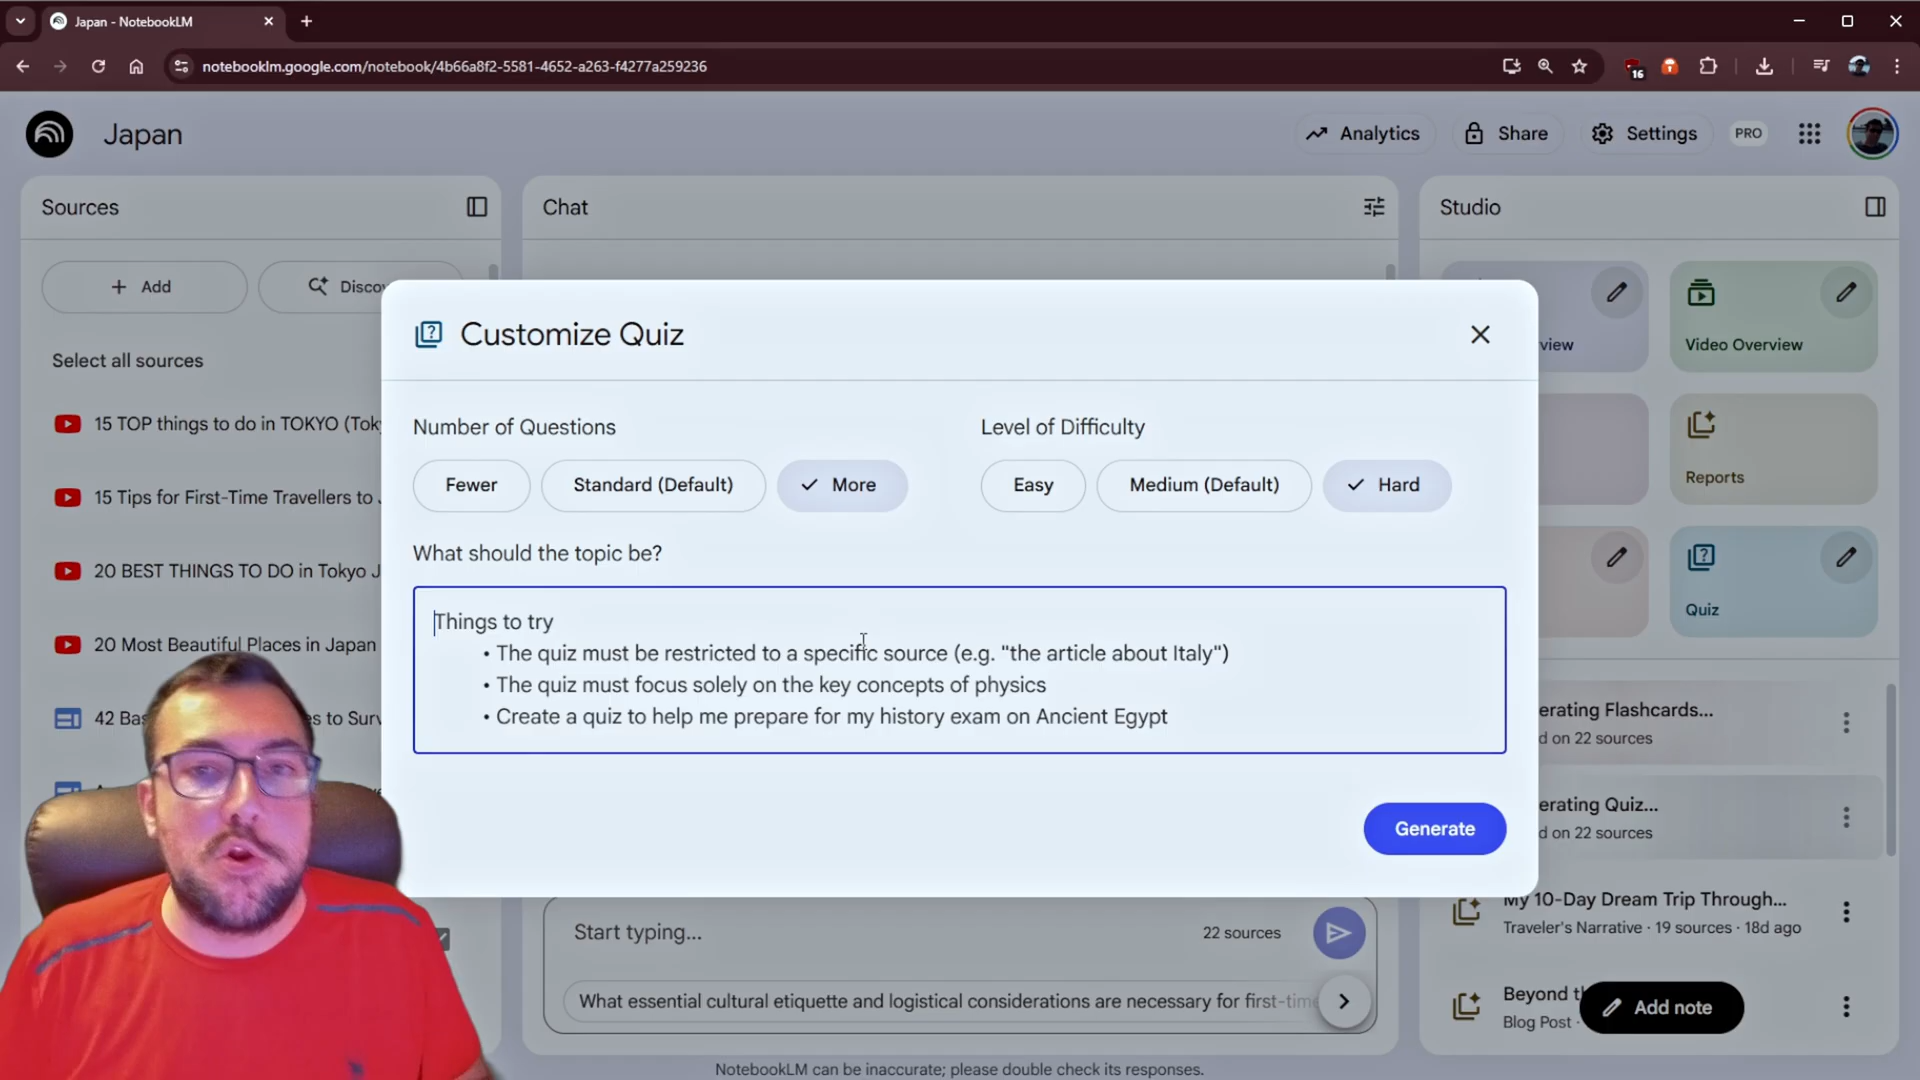 Japan - NotebookLM
notebooklm.google.com/notebook/4b66a8f2-5581-4652-a263-f4277a259236
16
Japan
Analytics
Share
Settings
PRO
Sources
Chat
Studio
Add
Select all sources
15 TOP things to do in TOKYO
15 Tips for First-Time Travellers to
20 BEST THINGS TO DO in Tokyo
20 Most Beautiful Places in Japan
Customize Quiz
Number of Questions
Level of Difficulty
Fewer
Standard (Default)
More
Easy
Medium (Default)
Hard
What should the topic be?
Things to try
• The quiz must be restricted to a specific source (e.g. "the article about Italy")
• The quiz must focus solely on the key concepts of physics
• Create a quiz to help me prepare for my history exam on Ancient Egypt
Generate
Video Overview
Reports
Quiz
Flashcards...
on 22 sources
Quiz...
on 22 sources
My 10-Day Dream Trip Through...
Traveler's Narrative · 19 sources · 18d ago
Beyond
Blog Post ·
Add note
Start typing...
22 sources
What essential cultural etiquette and logistical considerations are necessary for first-time
NotebookLM can be inaccurate; please double check its responses.